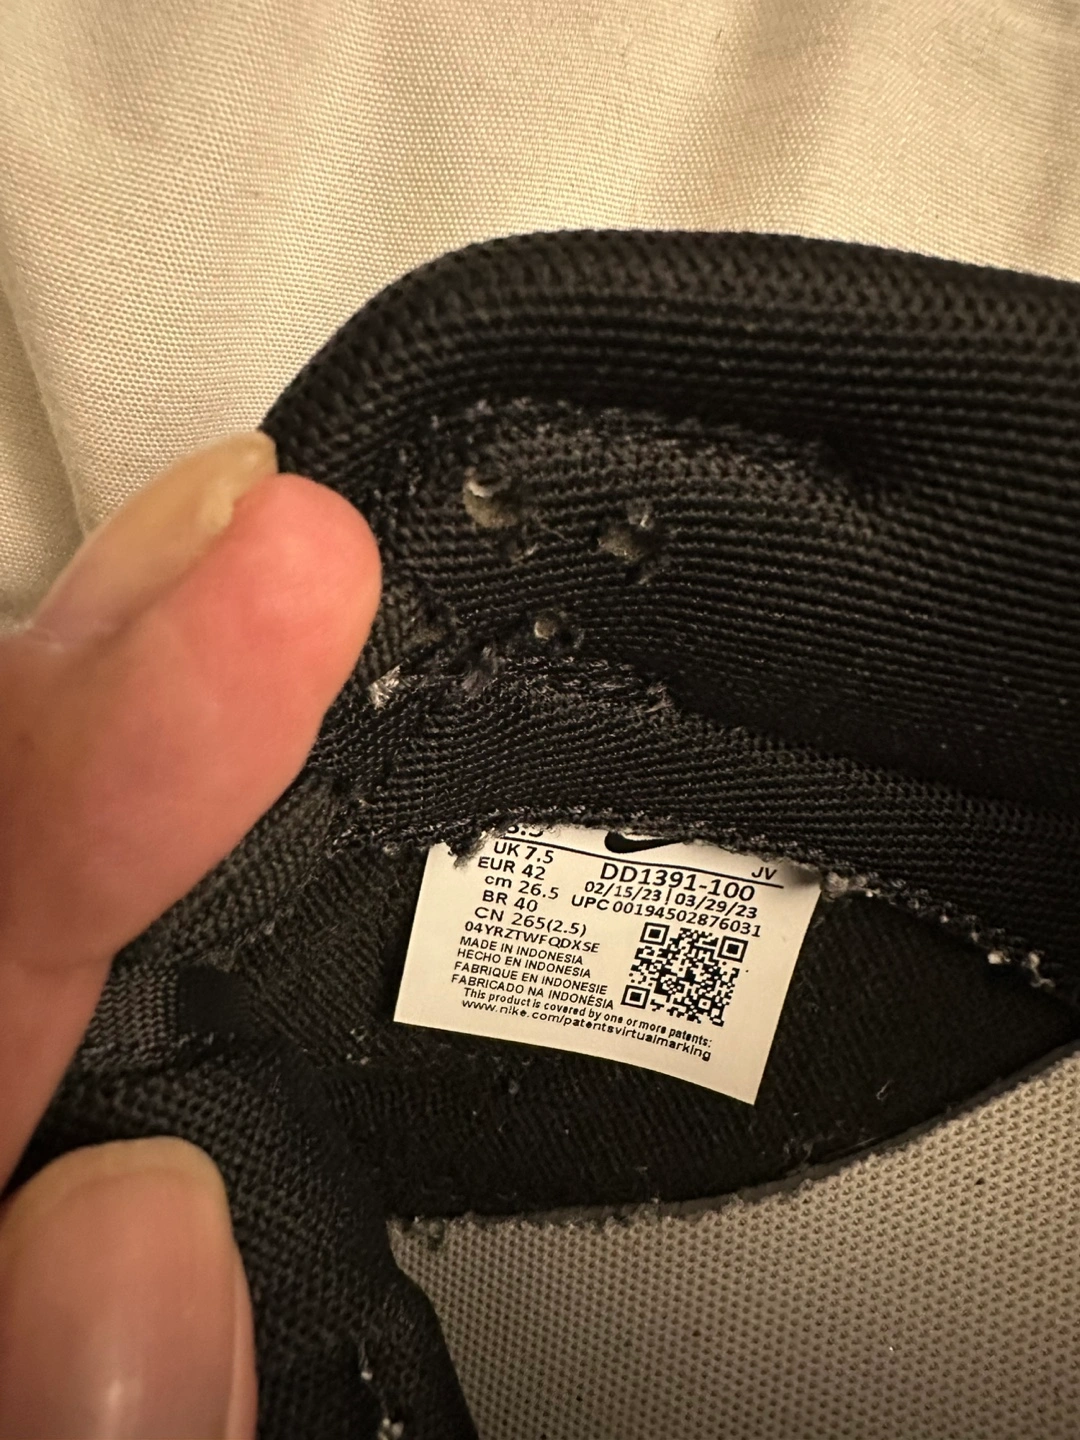 UK 7.5
EUR 42
cm 26.5
BR 40
CN 265(2.5)
04YRZTWFQDXSE
MADE IN INDONESIA
HECHO EN INDONESIA
FABRIQUE EN INDONESIE
FABRICADO NA INDONÉSIA
This product is covered by one or more patents:
www.nike.com/patentsvirtualmarking
JV
DD1391-100
02/15/23 | 03/29/23
UPC 00194502876031